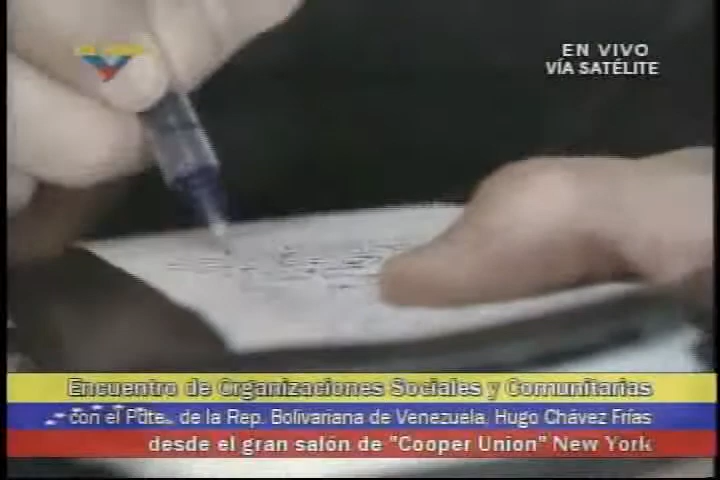 EN VIVO
VÍA SATÉLITE
Encuentro de Organizaciones Sociales y Comunitarias
con el Pdte. de la Rep. Bolivariana de Venezuela, Hugo Chávez Frías
desde el gran salón de "Cooper Union" New York